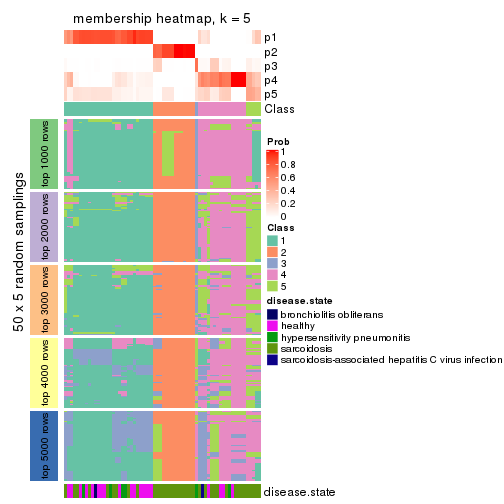 membership heatmap, k = 5
p1
p2
p3
p4
p5
Class
50 x 5 random samplings
top 1000 rows
top 2000 rows
top 3000 rows
top 4000 rows
top 5000 rows
disease.state
Prob
1
0.8
0.6
0.4
0.2
0
Class
1
2
3
4
5
disease.state
bronchiolitis obliterans
healthy
hypersensitivity pneumonitis
sarcoidosis
sarcoidosis-associated hepatitis C virus infection